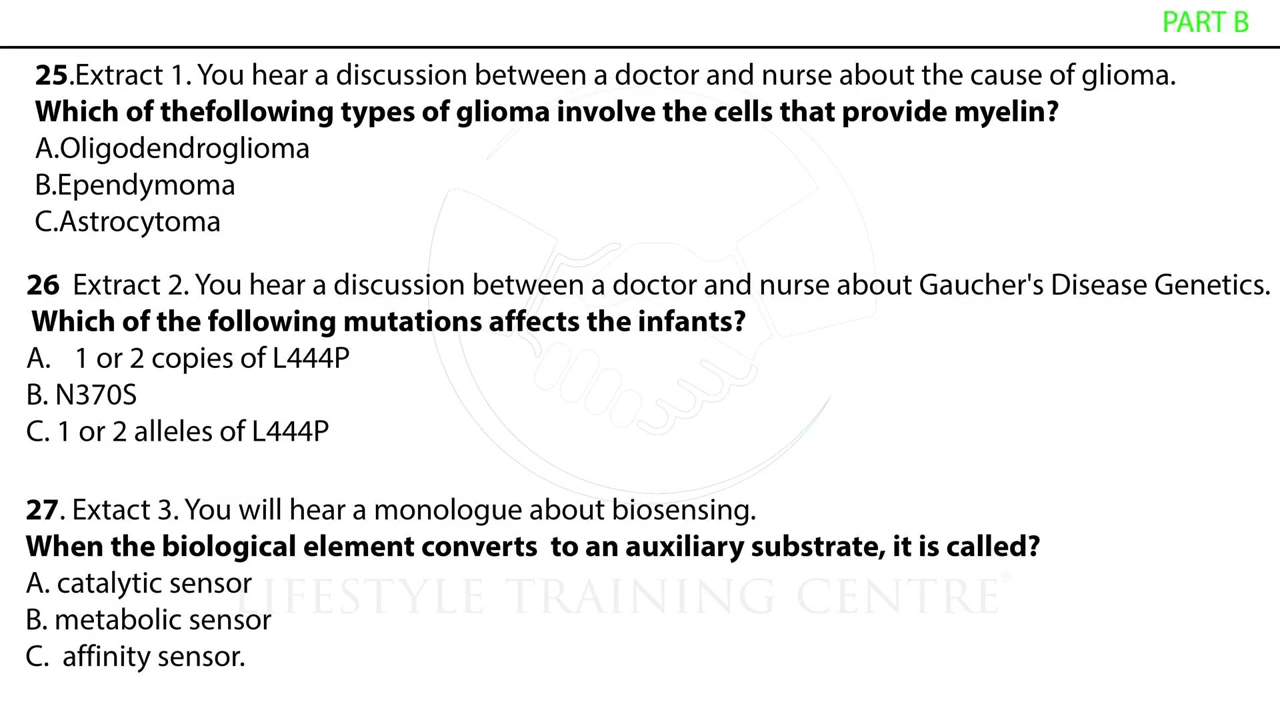 PART B
25.Extract 1. You hear a discussion between a doctor and nurse about the cause of glioma.
Which of thefollowing types of glioma involve the cells that provide myelin?
A.Oligodendroglioma
B.Ependymoma
C.Astrocytoma
26 Extract 2. You hear a discussion between a doctor and nurse about Gaucher's Disease Genetics.
Which of the following mutations affects the infants?
A. 1 or 2 copies of L444P
B. N370S
C. 1 or 2 alleles of L444P
27. Extact 3. You will hear a monologue about biosensing.
When the biological element converts to an auxiliary substrate, it is called?
A. catalytic sensor
LIFESTYLE TRAINING CENTRE®
B. metabolic sensor
C. affinity sensor.